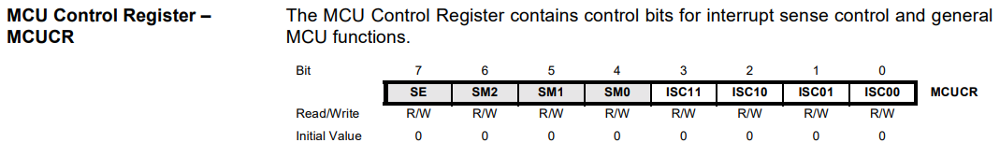 MCU Control Register –
MCUCR
The MCU Control Register contains control bits for interrupt sense control and general
MCU functions.
Bit 7 6 5 4 3 2 1 0
SE SM2 SM1 SM0 ISC11 ISC10 ISC01 ISC00 MCUCR
Read/Write R/W R/W R/W R/W R/W R/W R/W R/W
Initial Value 0 0 0 0 0 0 0 0